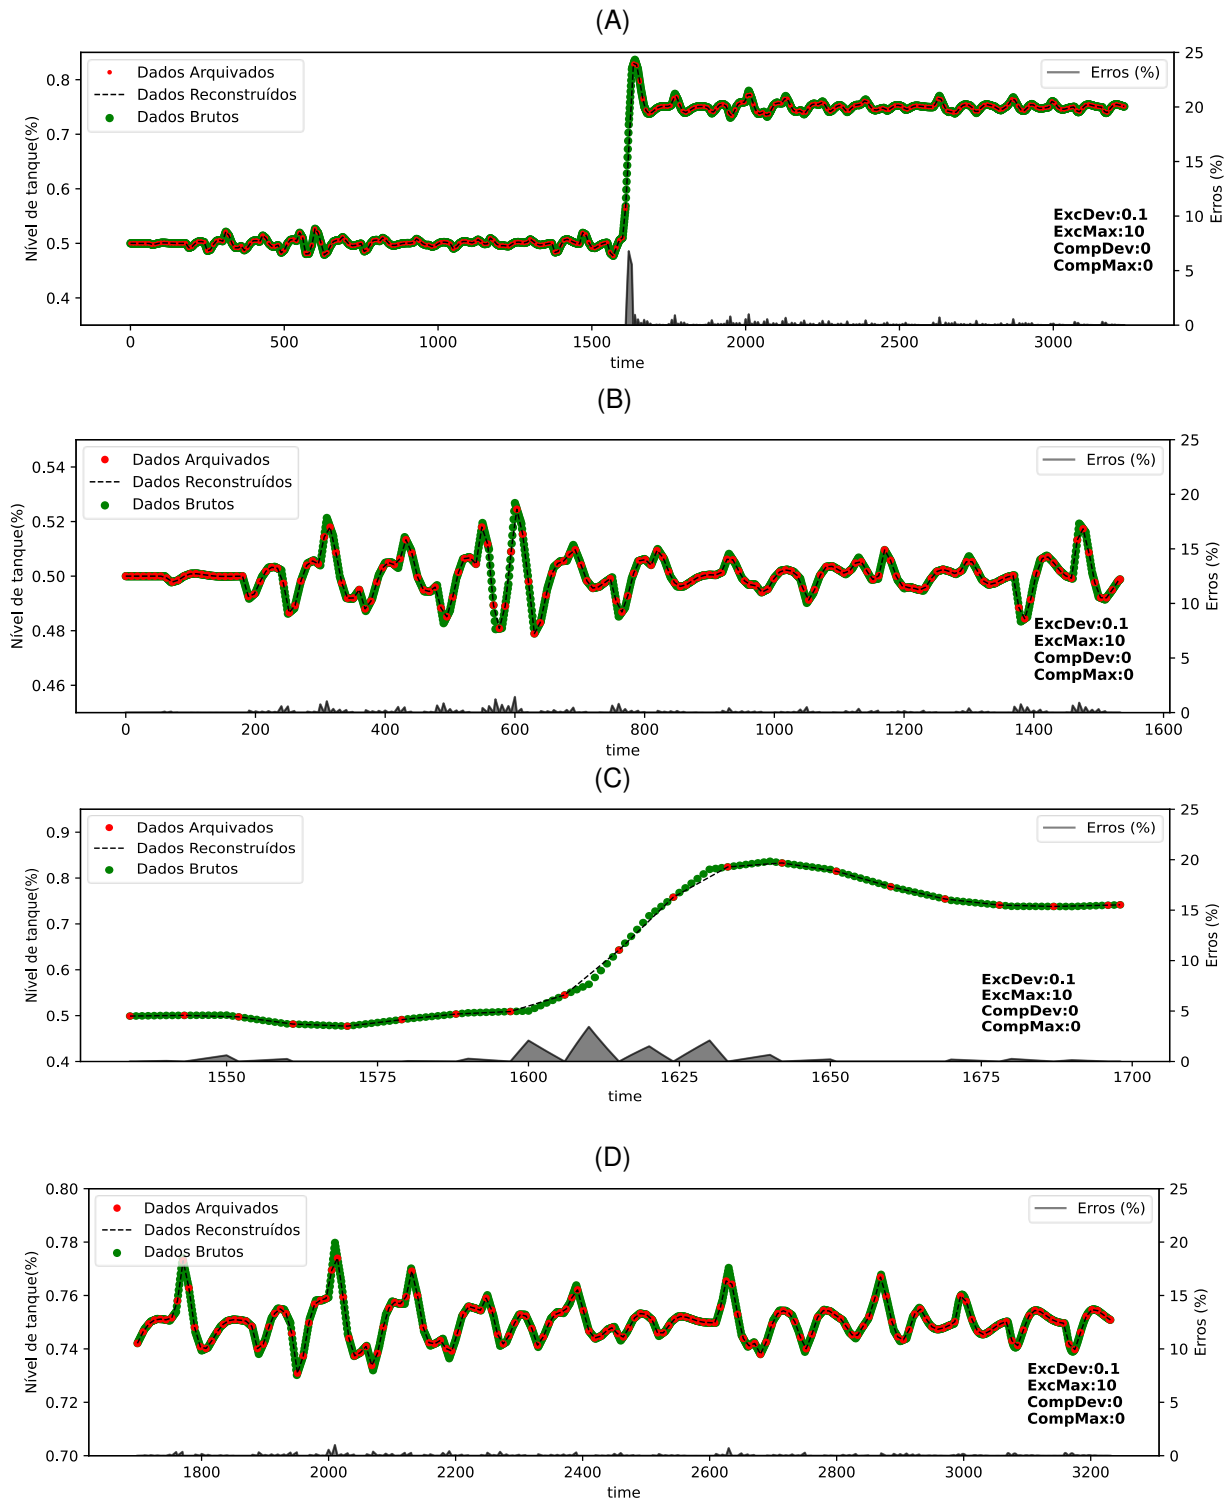 (A)
Dados Arquivados
Dados Reconstruídos
Dados Brutos
Erros (%)
0.8
0.7
0.6
0.5
0.4
Nível de tanque(%)
25
20
15
10
5
0
Erros (%)
ExcDev:0.1
ExcMax:10
CompDev:0
CompMax:0
0 500 1000 1500 2000 2500 3000
time
(B)
Dados Arquivados
Dados Reconstruídos
Dados Brutos
Erros (%)
0.54
0.52
0.50
0.48
0.46
Nível de tanque(%)
25
20
15
10
5
0
Erros (%)
ExcDev:0.1
ExcMax:10
CompDev:0
CompMax:0
0 200 400 600 800 1000 1200 1400 1600
time
(C)
Dados Arquivados
Dados Reconstruídos
Dados Brutos
Erros (%)
0.9
0.8
0.7
0.6
0.5
0.4
Nível de tanque(%)
25
20
15
10
5
0
Erros (%)
ExcDev:0.1
ExcMax:10
CompDev:0
CompMax:0
1550 1575 1600 1625 1650 1675 1700
time
(D)
Dados Arquivados
Dados Reconstruídos
Dados Brutos
Erros (%)
0.80
0.78
0.76
0.74
0.72
0.70
Nível de tanque(%)
25
20
15
10
5
0
Erros (%)
ExcDev:0.1
ExcMax:10
CompDev:0
CompMax:0
1800 2000 2200 2400 2600 2800 3000 3200
time